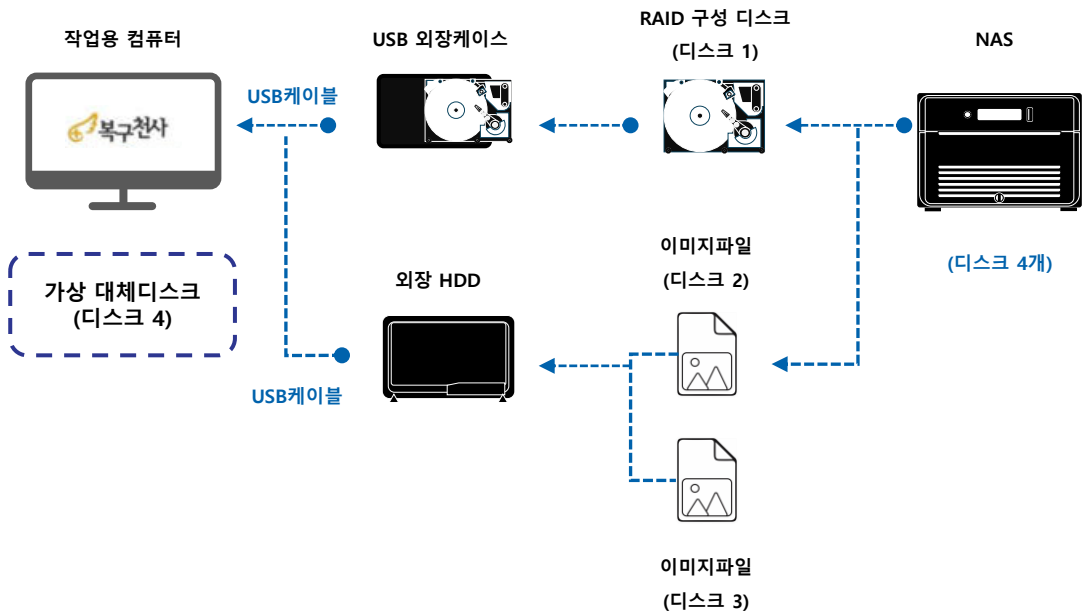 작업용 컴퓨터
USB 외장케이스
RAID 구성 디스크
(디스크 1)
NAS
USB케이블
복구천사
가상 대체디스크
(디스크 4)
외장 HDD
이미지파일
(디스크 2)
(디스크 4개)
USB케이블
이미지파일
(디스크 3)